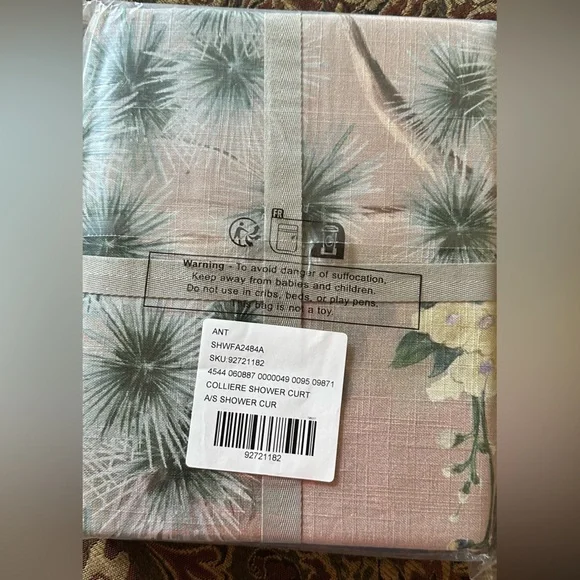 FR
Warning - To avoid danger of suffocation,
Keep away from babies and children.
Do not use in cribs, beds, or play pens.
This bag is not a toy.
ANT
SHWFA2484A
SKU:92721182
4544 060887 0000049 0095 09871
COLLIERE SHOWER CURT
A/S SHOWER CUR
92721182